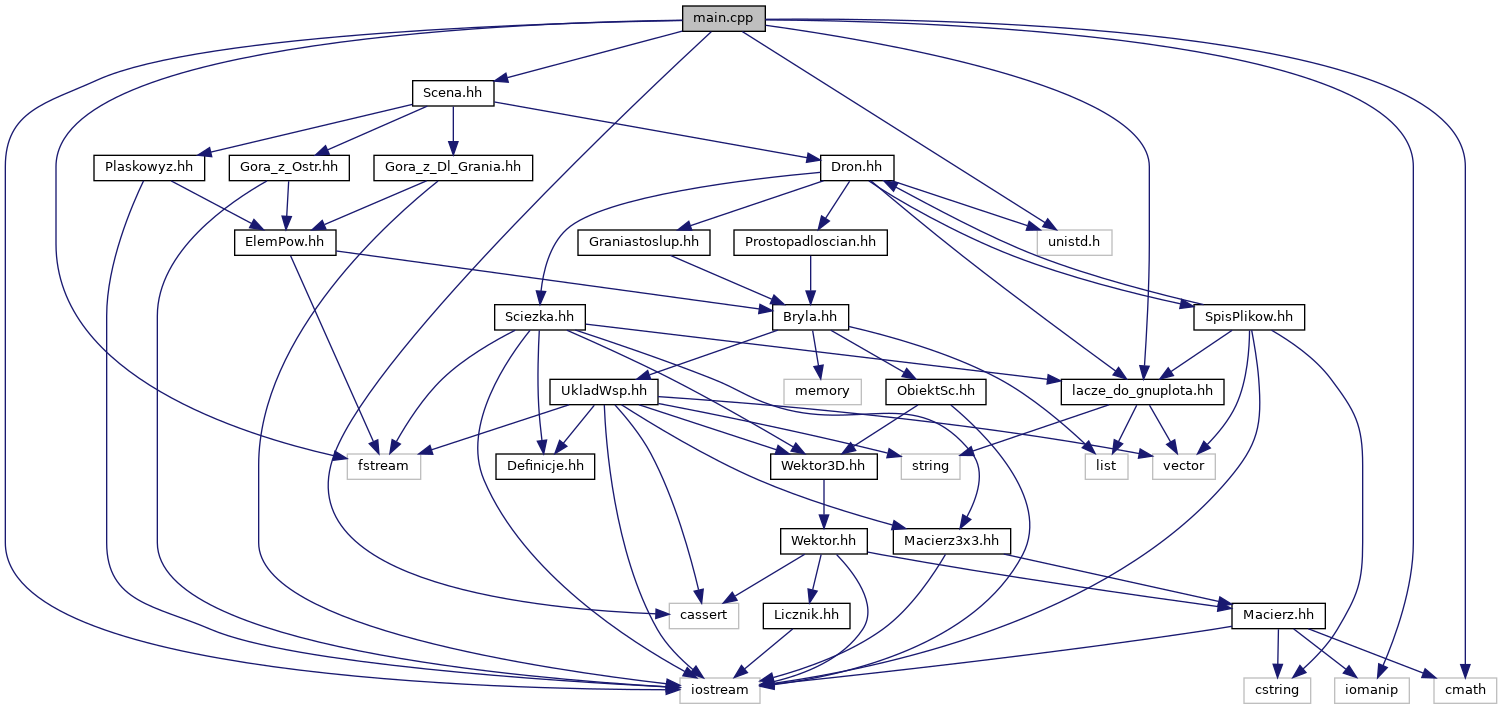 main.cpp
Scena.hh
Plaskowyz.hh
Gora_z_Ostr.hh
Gora_z_Dl_Grania.hh
Dron.hh
ElemPow.hh
Graniastoslup.hh
Prostopadloscian.hh
unistd.h
Sciezka.hh
Bryla.hh
SpisPlikow.hh
UkladWsp.hh
memory
ObiektSc.hh
lacze_do_gnuplota.hh
fstream
Definicje.hh
Wektor3D.hh
string
list
vector
Wektor.hh
Macierz3x3.hh
cassert
Licznik.hh
Macierz.hh
iostream
cstring
iomanip
cmath